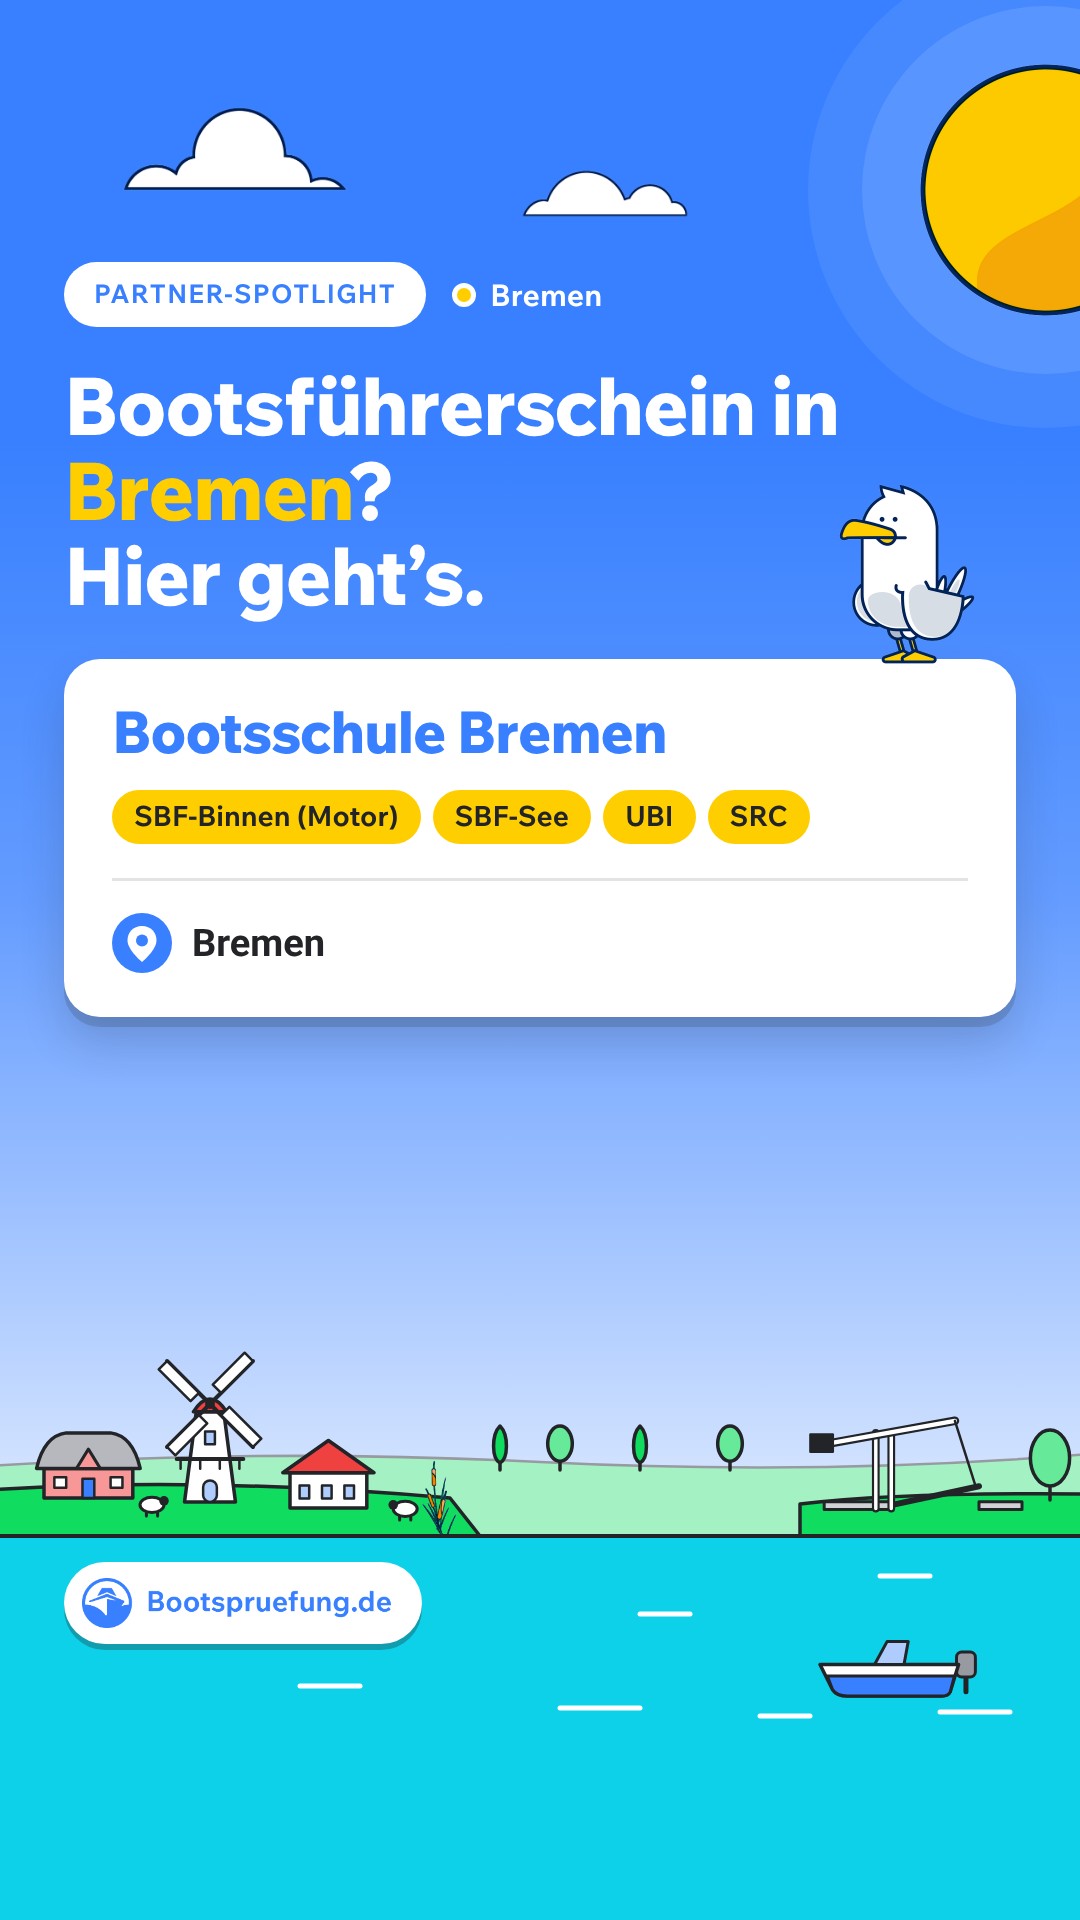 PARTNER-SPOTLIGHT
Bremen
Bootsführerschein in
Bremen?
Hier geht’s.
Bootsschule Bremen
SBF-Binnen (Motor)
SBF-See
UBI
SRC
Bremen
Bootspruefung.de